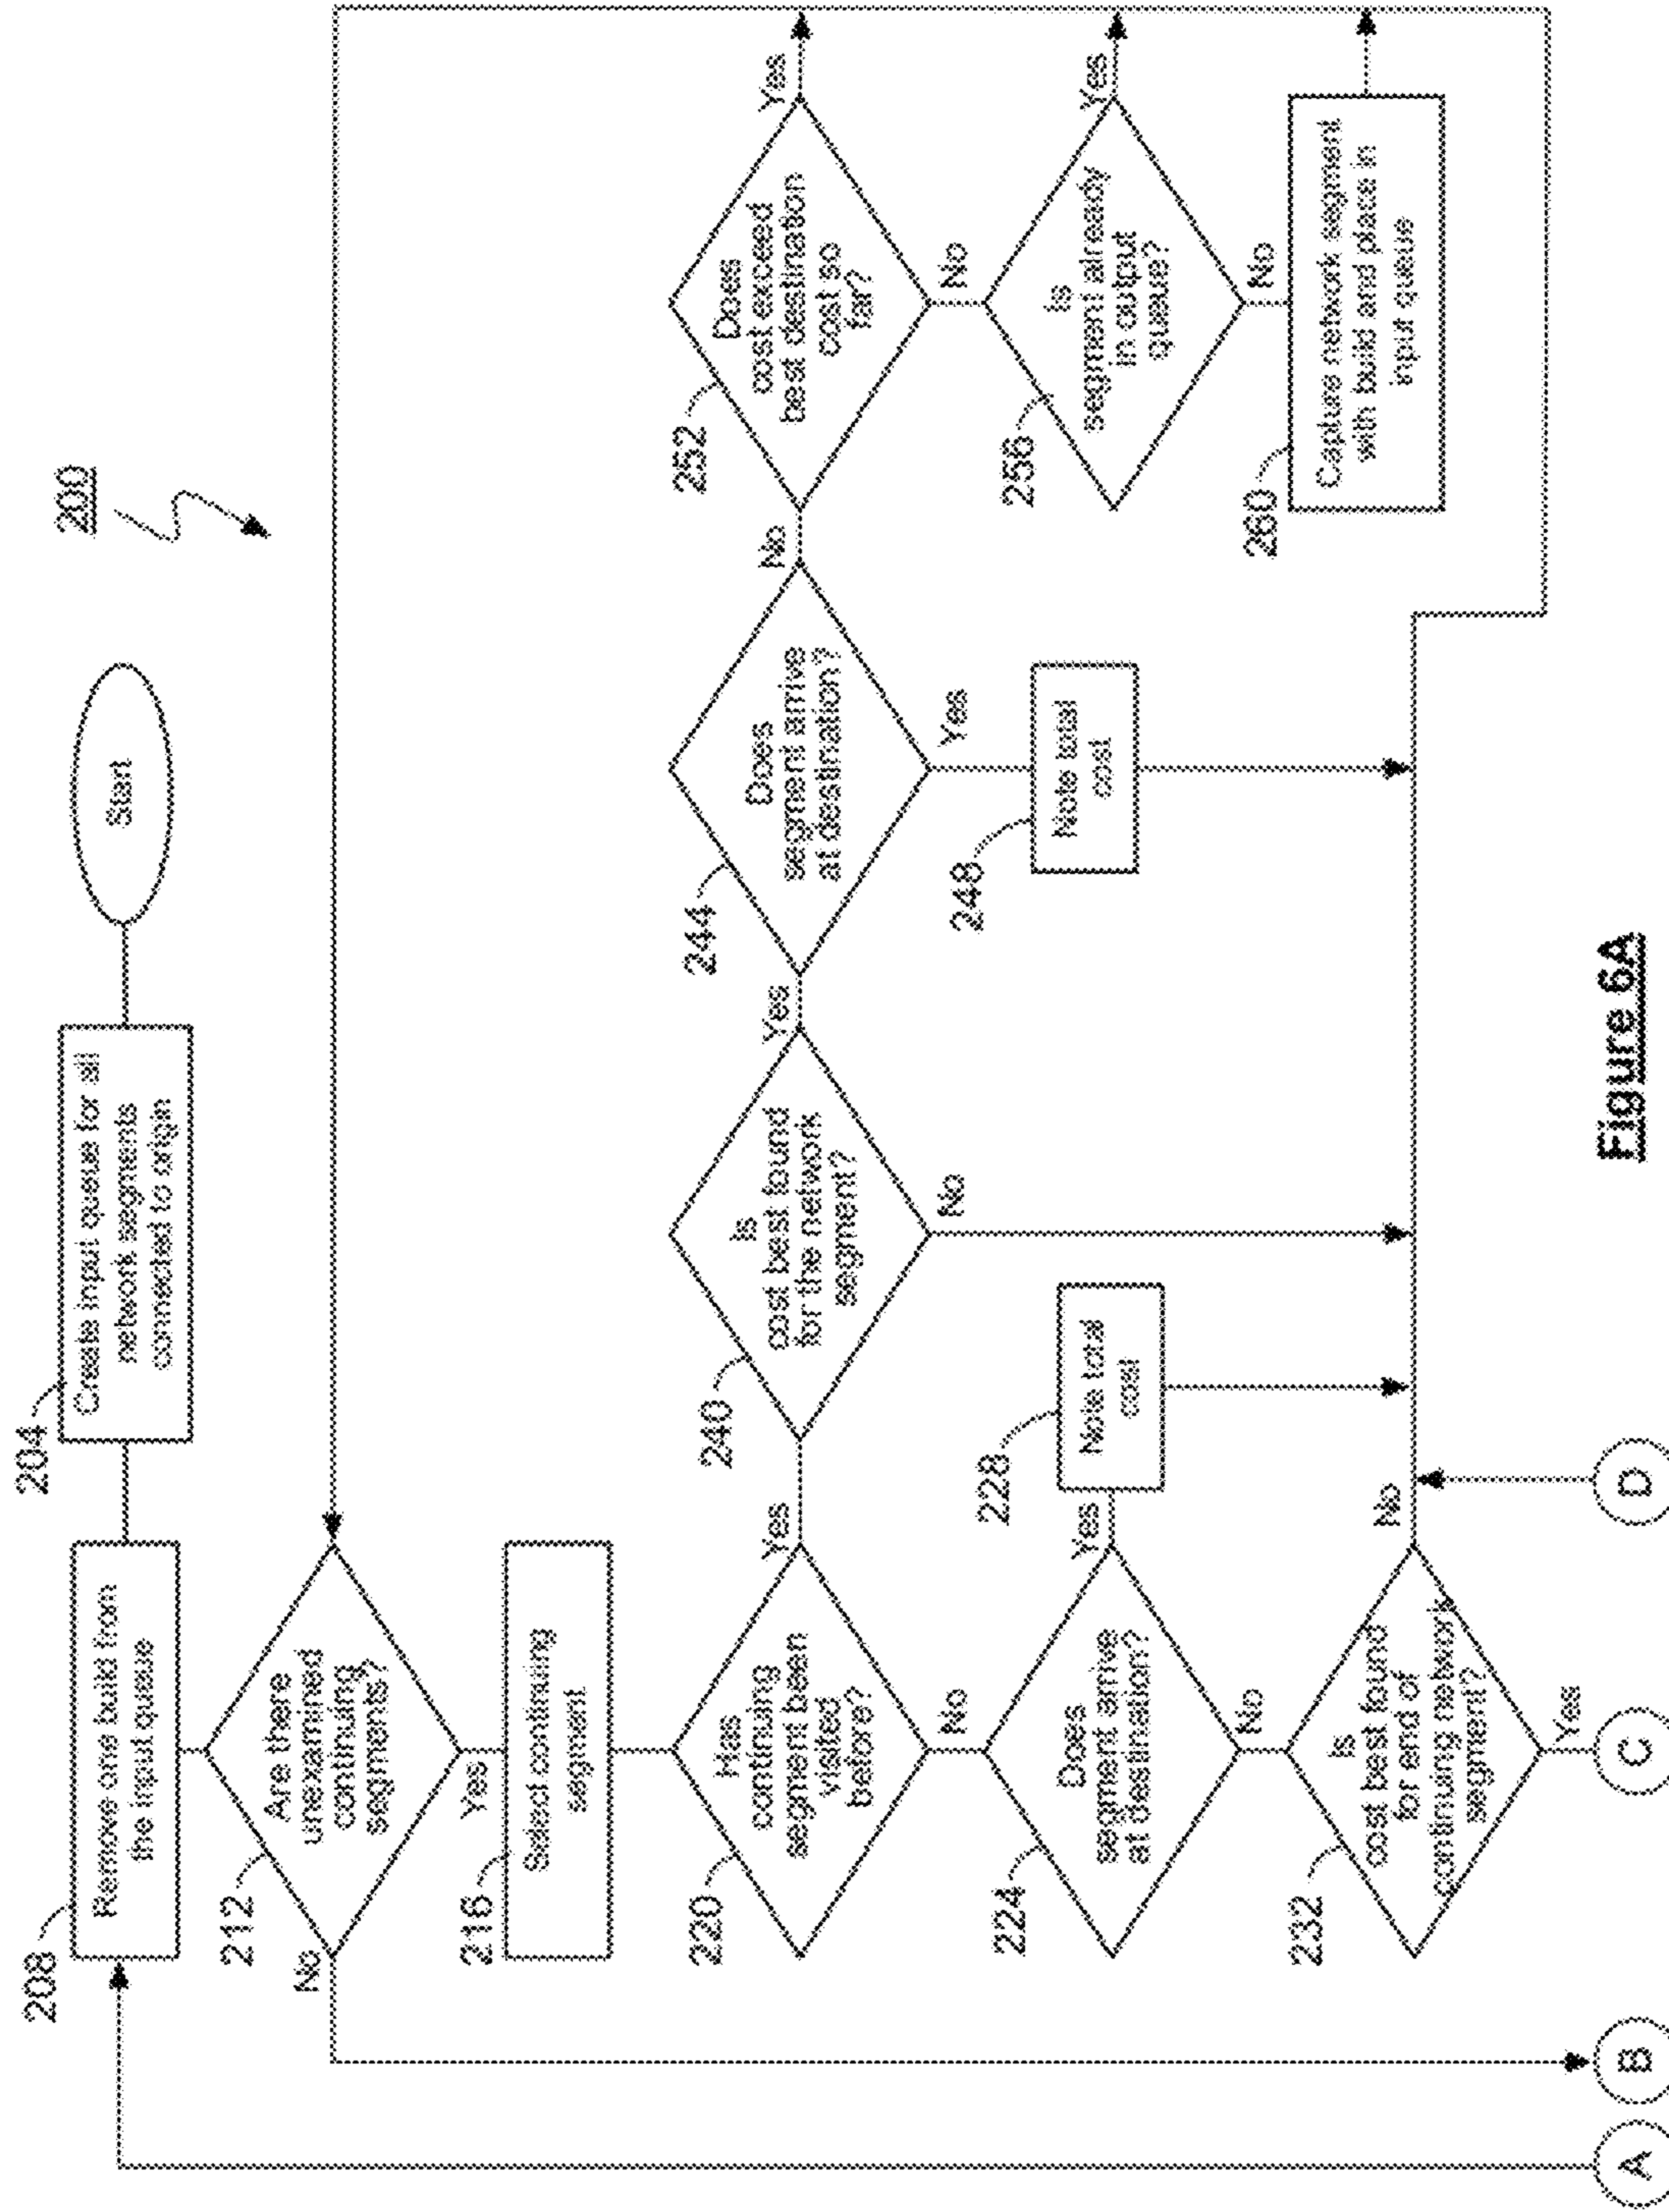 200
Start
204
Create input queue for all
network segments
connected to origin
208
Remove one build from
the input queue
212
Are there
unexamined
continuing
segments?
No
Yes
216
Select continuing
segment
220
Has
continuing
segment been
visited
before?
Yes
No
240
Is
cost best found
for the network
segment?
Yes
No
244
Does
segment arrive
at destination?
No
Yes
248
Note total
cost
252
Does
cost exceed
best destination
cost so
far?
Yes
No
256
Is
segment already
in output
queue?
Yes
No
260
Capture network segment
with build and place in
input queue
224
Does
segment arrive
at destination?
Yes
No
228
Note total
cost
232
Is
cost best found
for end of
continuing network
segment?
No
Yes
A
B
C
D
Figure 6A